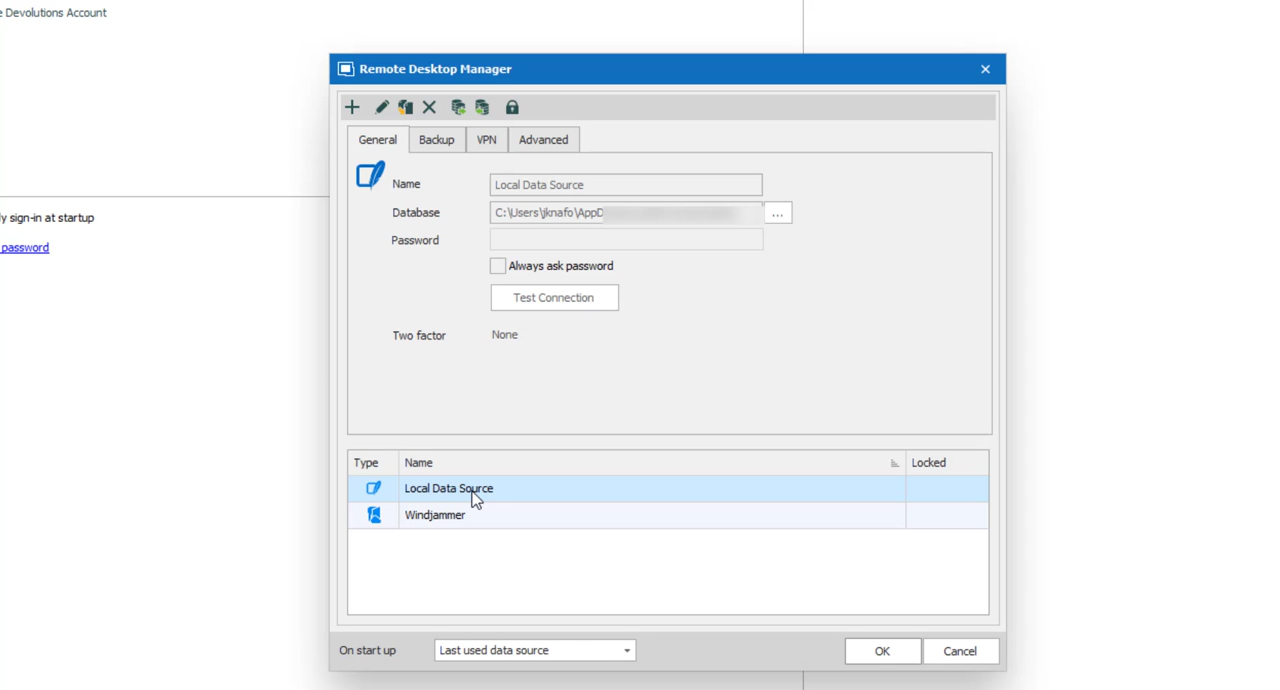 e Devolutions Account
ly sign-in at startup
password
Remote Desktop Manager
General Backup VPN Advanced
Name Local Data Source
Database C:\Users\jknafo\AppD ...
Password
Always ask password
Test Connection
Two factor None
Type Name Locked
Local Data Source
Windjammer
On start up Last used data source OK Cancel